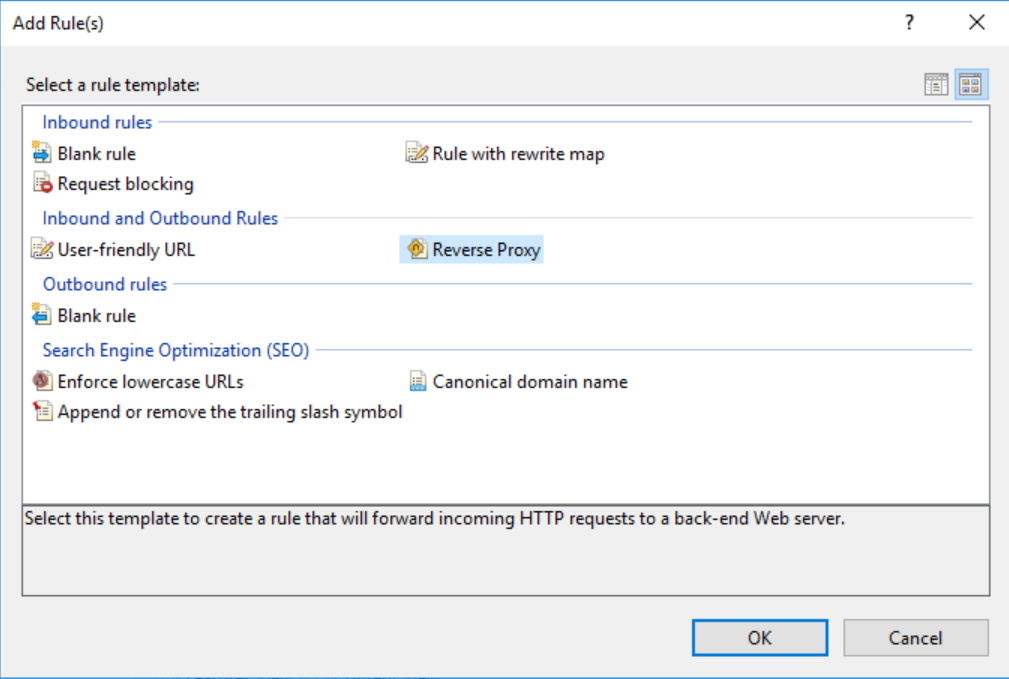 Add Rule(s)
Select a rule template:
Inbound rules
Blank rule
Rule with rewrite map
Request blocking
Inbound and Outbound Rules
User-friendly URL
Reverse Proxy
Outbound rules
Blank rule
Search Engine Optimization (SEO)
Enforce lowercase URLs
Canonical domain name
Append or remove the trailing slash symbol
Select this template to create a rule that will forward incoming HTTP requests to a back-end Web server.
OK
Cancel